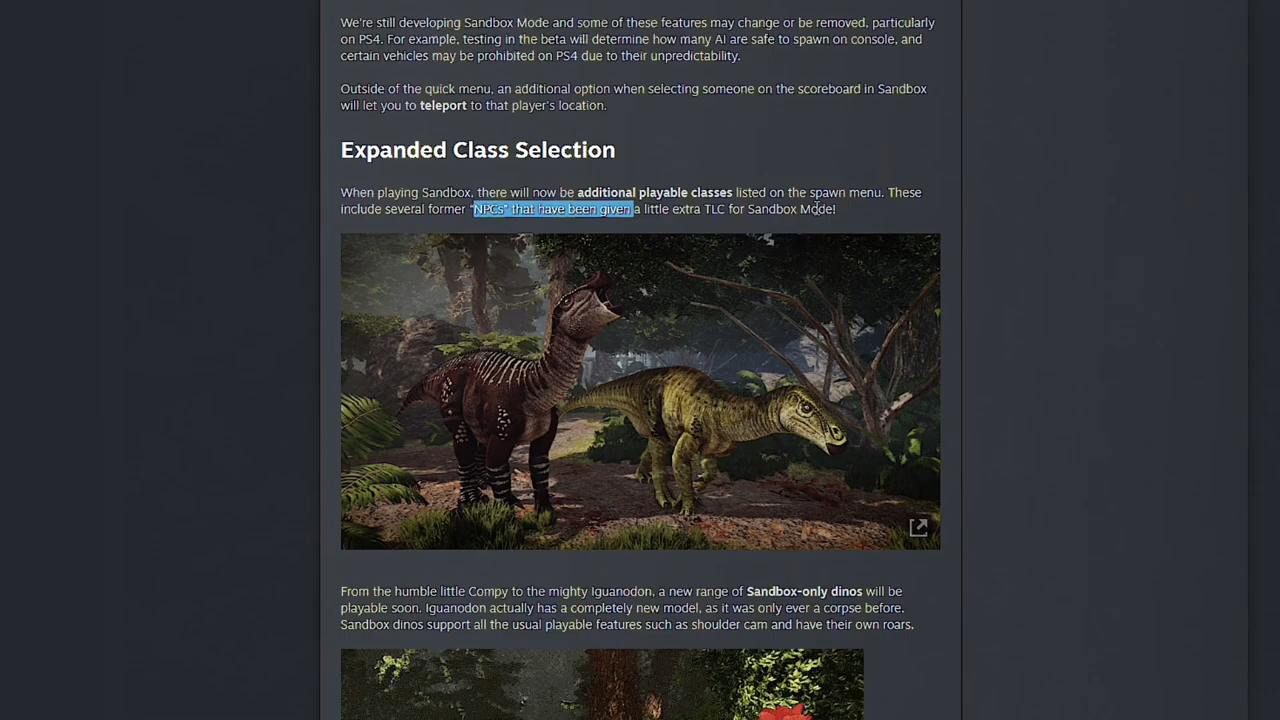 We're still developing Sandbox Mode and some of these features may change or be removed, particularly
on PS4. For example, testing in the beta will determine how many AI are safe to spawn on console, and
certain vehicles may be prohibited on PS4 due to their unpredictability.
Outside of the quick menu, an additional option when selecting someone on the scoreboard in Sandbox
will let you to teleport to that player's location.
Expanded Class Selection
When playing Sandbox, there will now be additional playable classes listed on the spawn menu. These
include several former "NPCs" that have been given a little extra TLC for Sandbox Mode!
From the humble little Compy to the mighty Iguanodon, a new range of Sandbox-only dinos will be
playable soon. Iguanodon actually has a completely new model, as it was only ever a corpse before.
Sandbox dinos support all the usual playable features such as shoulder cam and have their own roars.